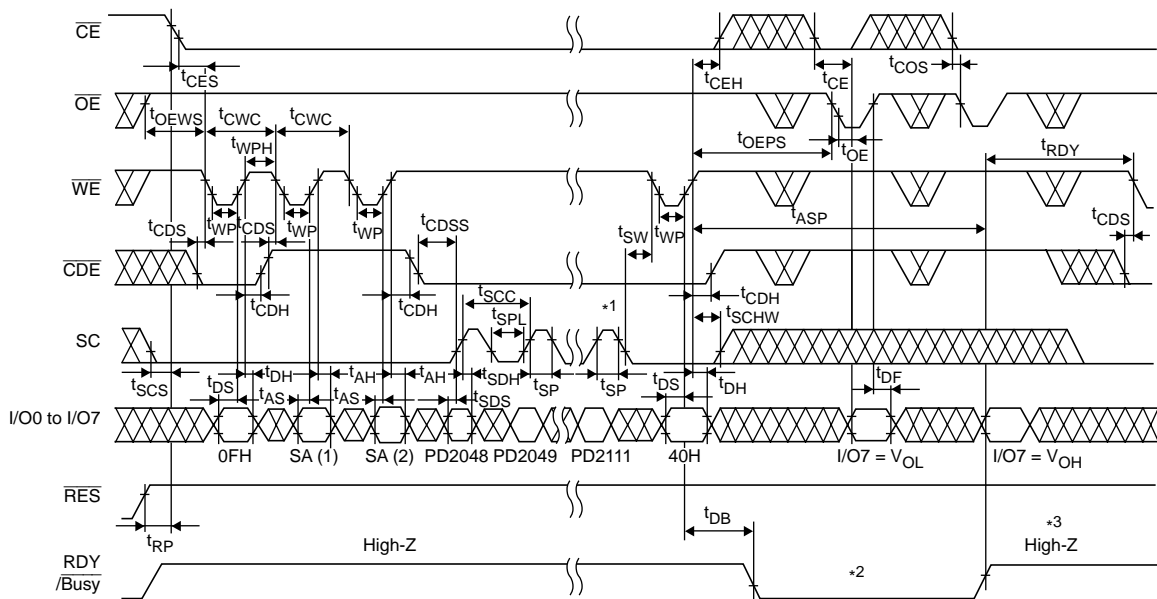 CE
tCES tCEH tCE tCOS
OE
tOEWS tCWC tCWC
tWPH tOEPS tOE tRDY
WE
tCDS tWP tCDS tWP tWP tCDSS tSW tWP tASP tCDS
CDE
tCDH tCDH tSCC *1 tCDH
tSPL tSCHW
SC
tSCS tDS tDH tAH tAH tSDH tSP tSP tDS tDH tDF
tAS tAS tSDS
I/O0 to I/O7
0FH SA (1) SA (2) PD2048 PD2049 PD2111 40H I/O7 = VOL I/O7 = VOH
RES
tRP tDB *3
RDY High-Z High-Z
/Busy *2